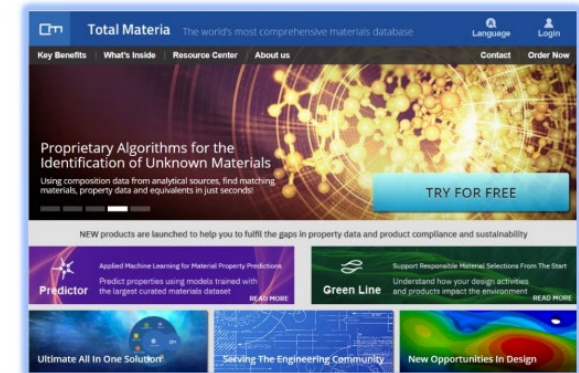 Total Materia The world's most comprehensive materials database
Language
Login
Key Benefits What's Inside Resource Center About us Contact Order Now
Proprietary Algorithms for the
Identification of Unknown Materials
Using composition data from analytical sources, find matching
materials, property data and equivalents in just seconds!
TRY FOR FREE
NEW products are launched to help you to fulfil the gaps in property data and product compliance and sustainability
Predictor
Applied Machine Learning for Material Property Predictions
Predict properties using models trained with
the largest curated materials dataset
READ MORE
Green Line
Support Responsible Material Selections From The Start
Understand how your design activities
and products impact the environment
READ MORE
Ultimate All In One Solution
Serving The Engineering Community
New Opportunities In Design